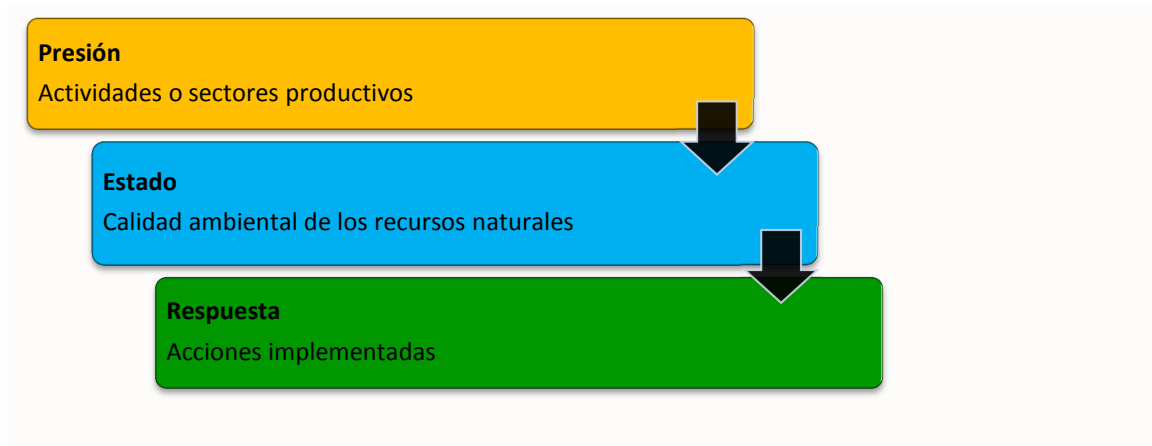 Presión
Actividades o sectores productivos
Estado
Calidad ambiental de los recursos naturales
Respuesta
Acciones implementadas